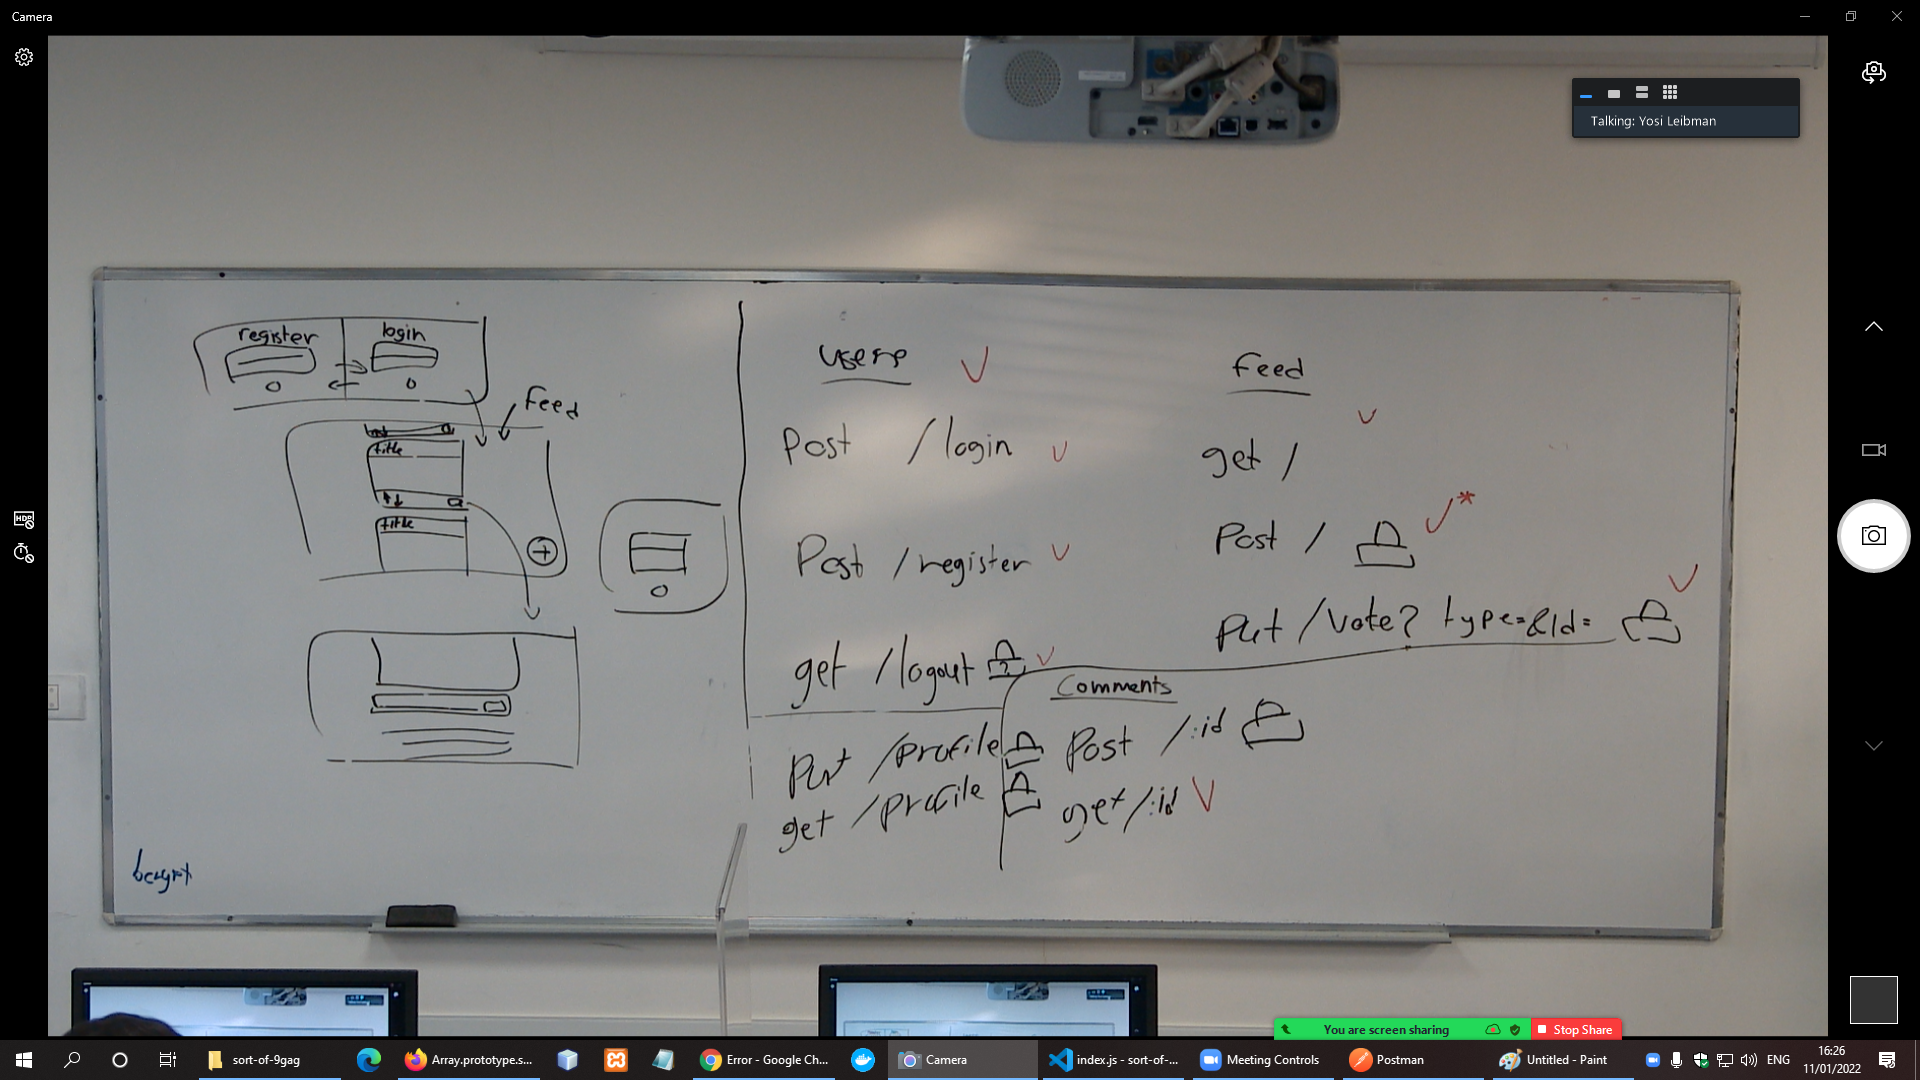 Camera
Talking: Yosi Leibman
register
login
Feed
title
title
users
Post /login
Post /register
get /logout
Put /profile
get /profile
Feed
get /
Post /
*
Put /Vote? type=&Id=
Comments
Post /:id
get /:id
You are screen sharing
Stop Share
sort-of-9gag
Array.prototype.s...
Error - Google Ch...
Camera
index.js - sort-of-...
Meeting Controls
Postman
Untitled - Paint
ENG
16:26
11/01/2022